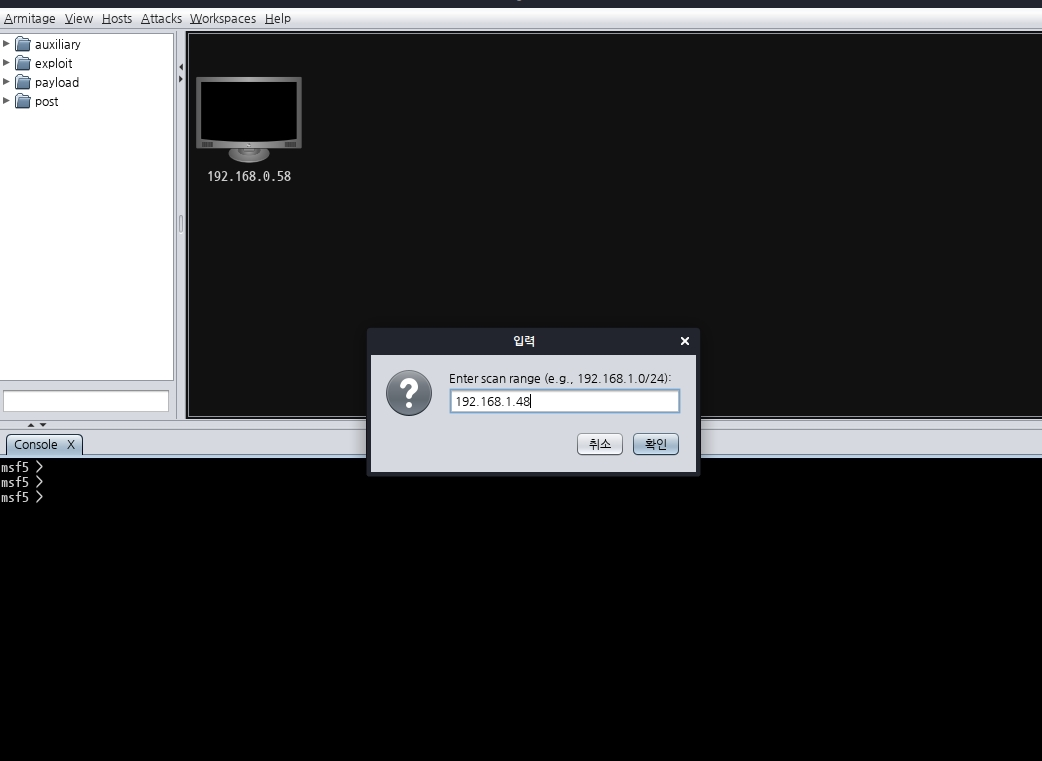 Armitage View Hosts Attacks Workspaces Help
auxiliary
exploit
payload
post
192.168.0.58
입력
Enter scan range (e.g., 192.168.1.0/24):
192.168.1.48
취소 확인
Console X
msf5 >
msf5 >
msf5 >